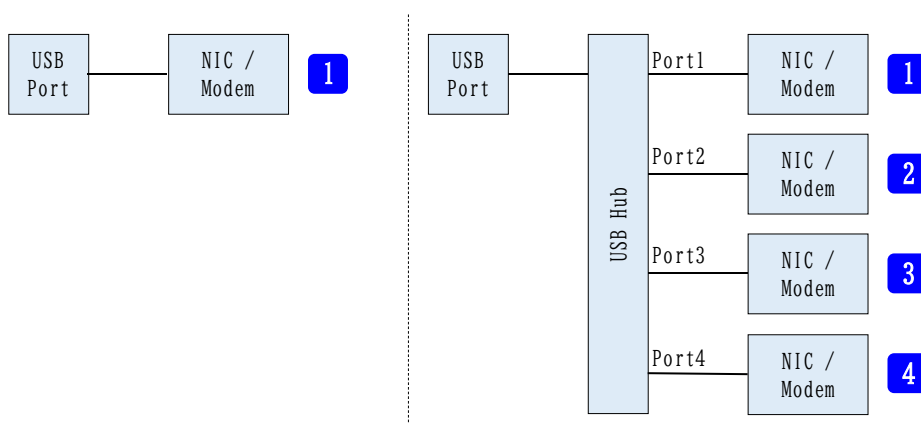 USB
Port
NIC /
Modem
1
USB
Port
USB Hub
Port1
NIC /
Modem
1
Port2
NIC /
Modem
2
Port3
NIC /
Modem
3
Port4
NIC /
Modem
4